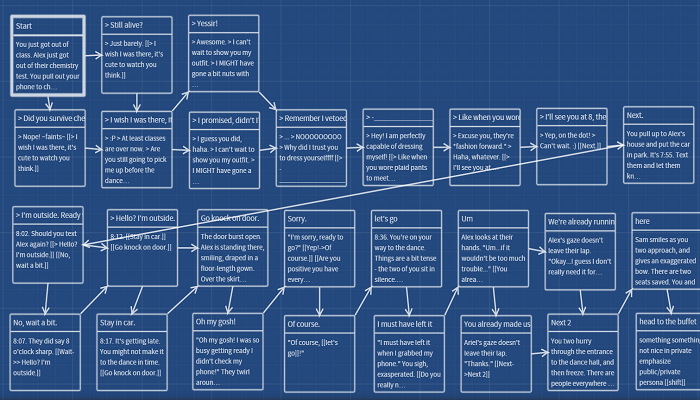 Start
You just got out of
class. Alex just got
out of their chemistry
test. You pull out your
phone to ch...
> Still alive?
> Just barely. [[> I
wish I was there, it's
cute to watch you
think.]]
> Yessir!
> Awesome. > I can't
wait to show you my
outfit. > I MIGHT have
gone a bit nuts with
...
> Did you survive che
> Nope! ~faints~ [[> I
wish I was there, it's
cute to watch you
think.]]
> I wish I was there, it
> :P > At least classes
are over now. > Are
you still going to pick
me up before the
dance...
> I promised, didn't I
> I guess you did,
haha. > I can't wait to
show you my outfit. >
I MIGHT have gone a
...
> Remember I vetoed
> ... > NOOOOOOOO
> Why did I trust you
to dress yourselffff [[>
-
> -
> Hey! I am perfectly
capable of dressing
myself! [[> Like when
you wore plaid pants
to meet...
> Like when you wore
> Excuse you, they're
*fashion forward. >
Haha, whatever. [[>
I'll see you at...
> I'll see you at 8, the
> Yep, on the dot! >
Can't wait. :) [[Next.]]
Next.
You pull up to Alex's
house and put the car
in park. It's 7:55. Text
them and let them
kn...
> I'm outside. Ready
8:02. Should you text
Alex again? [[> Hello?
I'm outside.]] [[No,
wait a bit.]]
> Hello? I'm outside.
8:12. [[Stay in car.]]
[[Go knock on door.]]
Go knock on door.
The door burst open.
Alex is standing there,
smiling, draped in a
floor-length gown.
Over the skirt...
Sorry.
"I'm sorry, ready to
go?" [[Yep!->Of
course.]] [[Are you
positive you have
every...
let's go
8:36. You're on your
way to the dance.
Things are a bit tense
- the two of you sit in
silence....
Um
Alex looks at their
hands. "Um...if it
wouldn't be too much
trouble..." [[You
alrea...
We're already runnin
Alex's gaze doesn't
leave their lap.
"Okay...I guess I don't
really need it for...
here
Sam smiles as you
two approach, and
gives an exaggerated
bow. There are two
seats saved. You and
No, wait a bit.
8:07. They did say 8
o'clock sharp. [[Wait-
>> Hello? I'm
outside.]]
Stay in car.
8:17. It's getting late.
You might not make it
to the dance in time.
[[Go knock on door.]]
Oh my gosh!
"Oh my gosh! I was so
busy getting ready I
didn't check my
phone!" They twirl
aroun...
Of course.
"Of course, [[let's
go]]!"
I must have left it
"I must have left it
when I grabbed my
phone." You sigh,
exasperated. [[Do you
really n...
You already made us
Ariel's gaze doesn't
leave their lap.
"Thanks." [[Next-
>Next 2]]
Next 2
You two hurry
through the entrance
to the dance hall, and
then freeze. There are
people everywhere ...
head to the buffet
something something
not nice in private
emphasize
public/private
persona [[shift]]